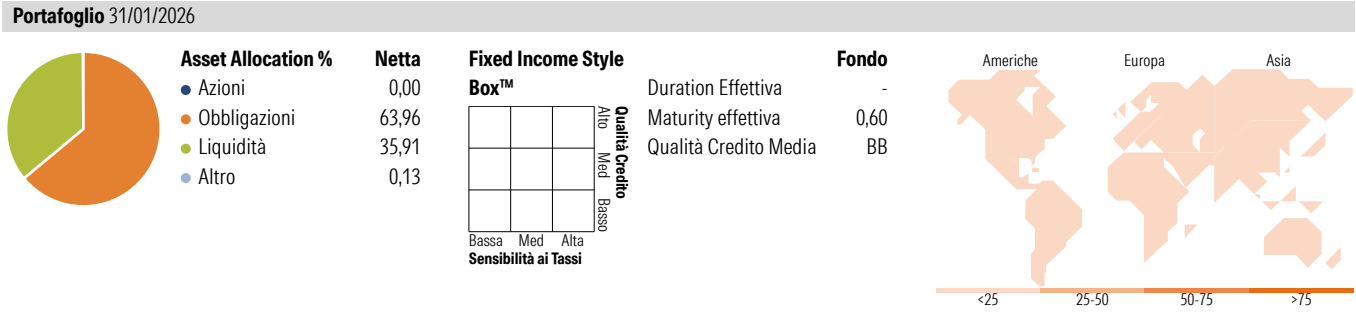 Portafoglio 31/01/2026
Asset Allocation % Netta
Azioni 0,00
Obbligazioni 63,96
Liquidità 35,91
Altro 0,13
Fixed Income Style
Box™
Alto Med Basso
Qualità Credito
Bassa Med Alta
Sensibilità ai Tassi
Fondo
Duration Effettiva -
Maturity effettiva 0,60
Qualità Credito Media BB
Americhe Europa Asia
<25 25-50 50-75 >75